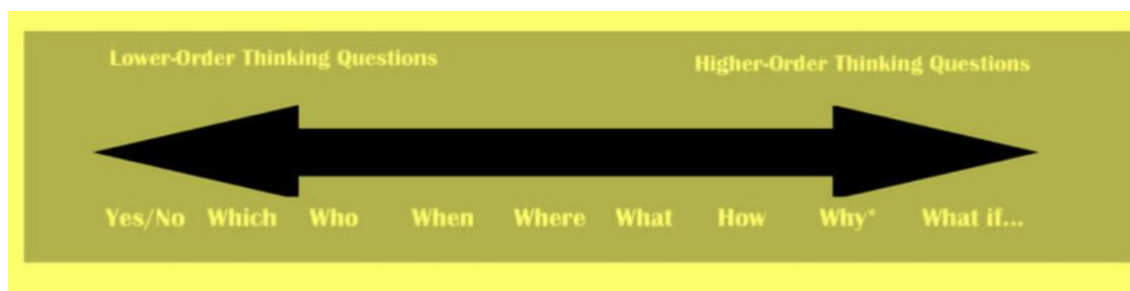 Lower-Order Thinking Questions
Higher-Order Thinking Questions
Yes/No Which Who When Where What How Why* What if...